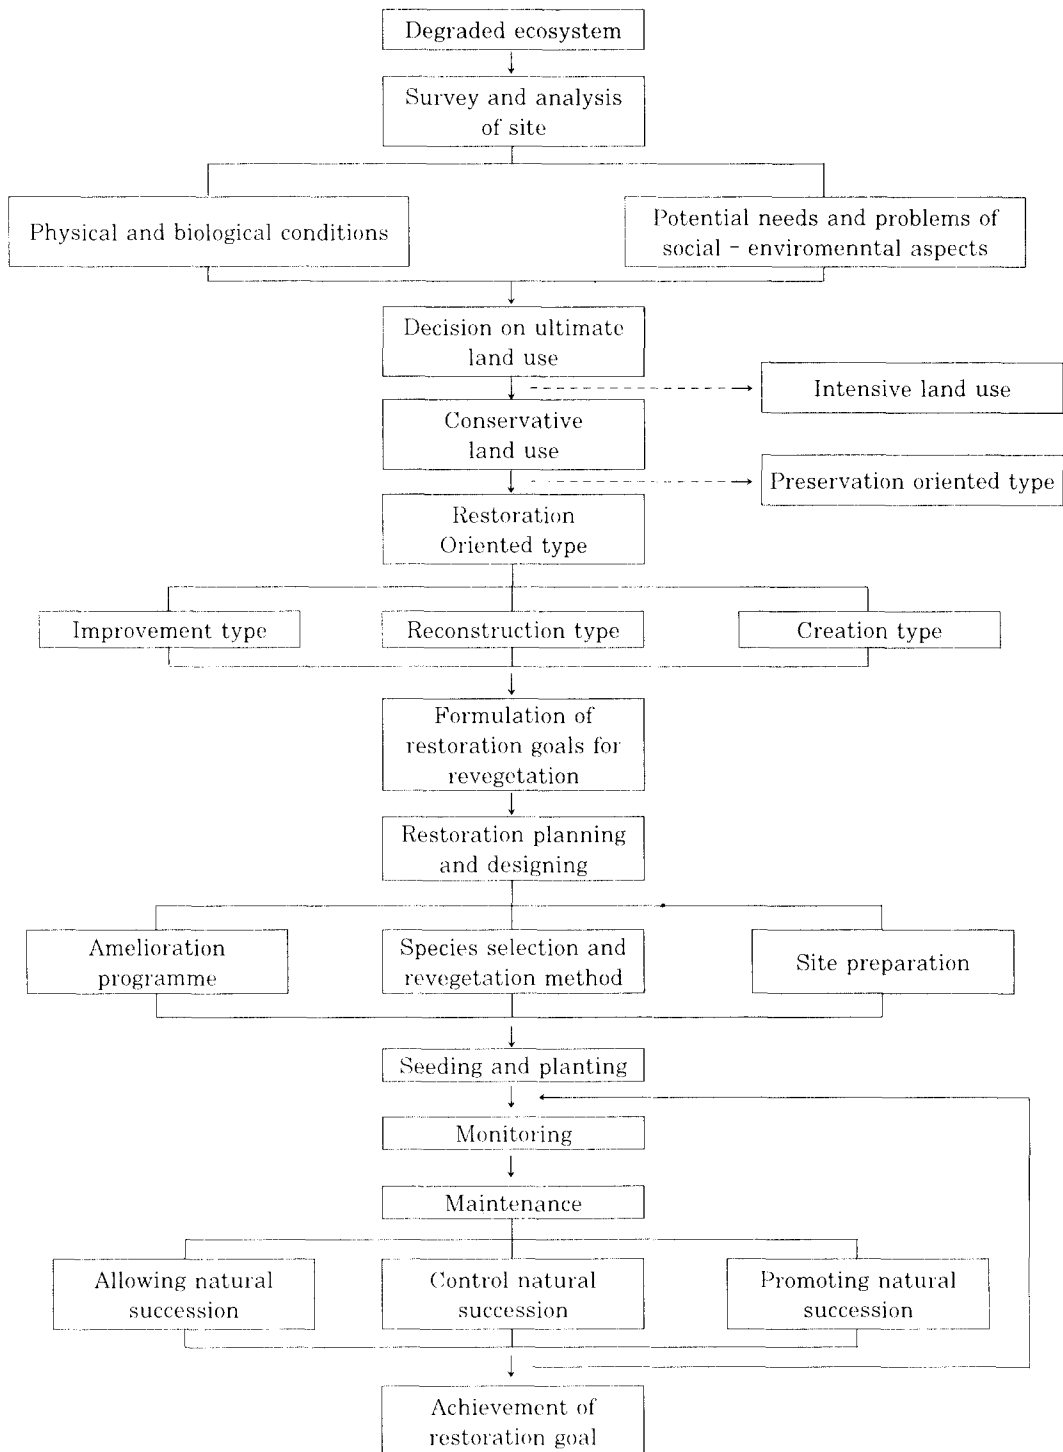 Degraded ecosystem
Survey and analysis
of site
Physical and biological conditions
Potential needs and problems of
social - enviromenntal aspects
Decision on ultimate
land use
Intensive land use
Conservative
land use
Preservation oriented type
Restoration
Oriented type
Improvement type
Reconstruction type
Creation type
Formulation of
restoration goals for
revegetation
Restoration planning
and designing
Amelioration
programme
Species selection and
revegetation method
Site preparation
Seeding and planting
Monitoring
Maintenance
Allowing natural
succession
Control natural
succession
Promoting natural
succession
Achievement of
restoration goal